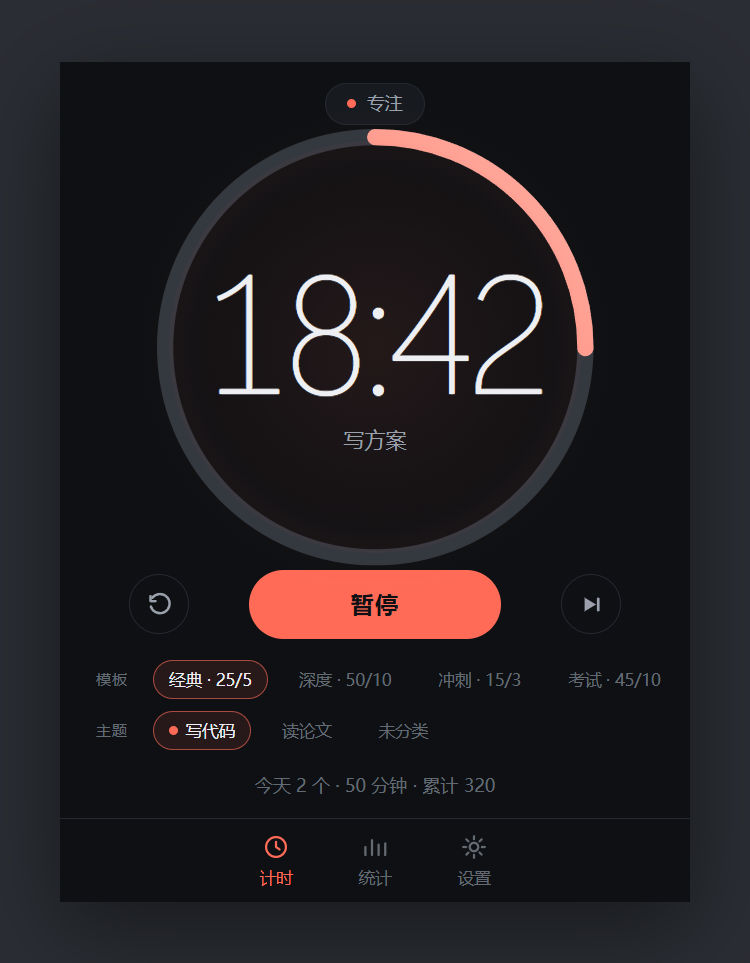 专注
18:42
写方案
暂停
模板 经典 · 25/5 深度 · 50/10 冲刺 · 15/3 考试 · 45/10
主题 写代码 读论文 未分类
今天 2 个 · 50 分钟 · 累计 320
计时 统计 设置